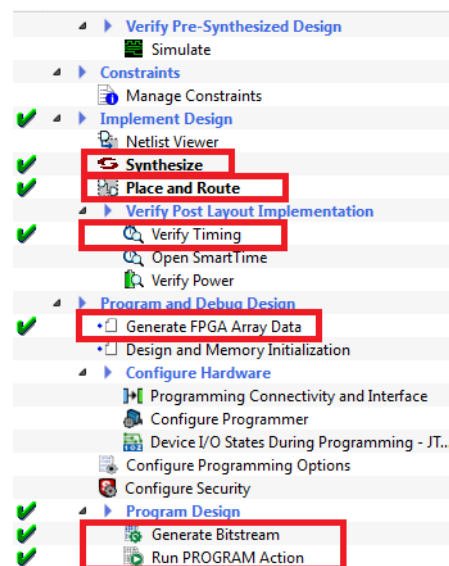 Verify Pre-Synthesized Design
Simulate
Constraints
Manage Constraints
Implement Design
Netlist Viewer
Synthesize
Place and Route
Verify Post Layout Implementation
Verify Timing
Open SmartTime
Verify Power
Program and Debug Design
Generate FPGA Array Data
Design and Memory Initialization
Configure Hardware
Programming Connectivity and Interface
Configure Programmer
Device I/O States During Programming - JT...
Configure Programming Options
Configure Security
Program Design
Generate Bitstream
Run PROGRAM Action